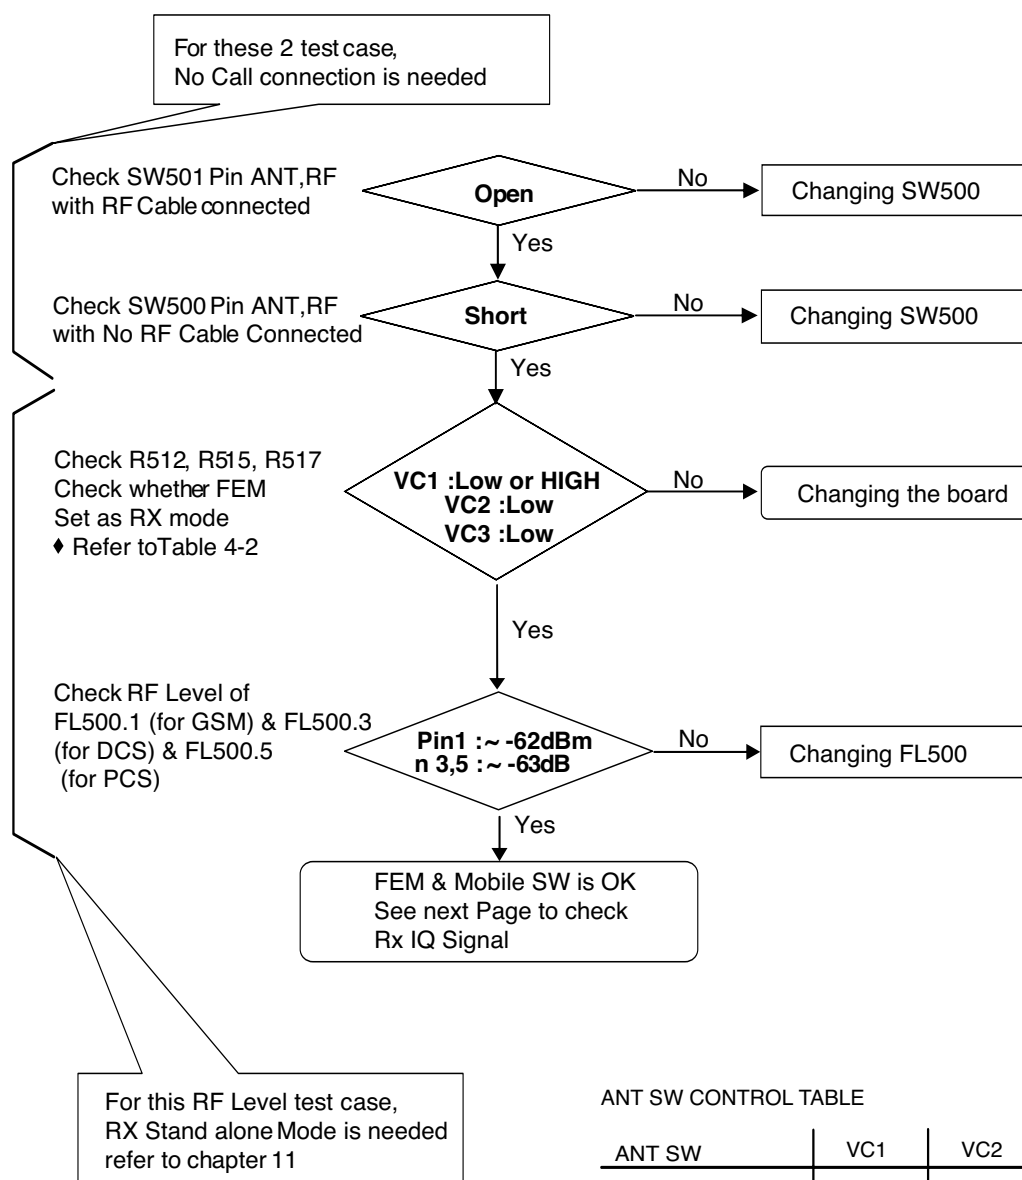 For these 2 test case,
No Call connection is needed
Check SW501 Pin ANT,RF
with RF Cable connected
Open
No
Changing SW500
Yes
Check SW500 Pin ANT,RF
with No RF Cable Connected
Short
No
Changing SW500
Yes
Check R512, R515, R517
Check whether FEM
Set as RX mode
♦ Refer toTable 4-2
VC1 :Low or HIGH
VC2 :Low
VC3 :Low
No
Changing the board
Yes
Check RF Level of
FL500.1 (for GSM) & FL500.3
(for DCS) & FL500.5
(for PCS)
Pin1 :~ -62dBm
n 3,5 :~ -63dB
No
Changing FL500
Yes
FEM & Mobile SW is OK
See next Page to check
Rx IQ Signal
For this RF Level test case,
RX Stand alone Mode is needed
refer to chapter 11
ANT SW CONTROL TABLE
ANT SW VC1 VC2